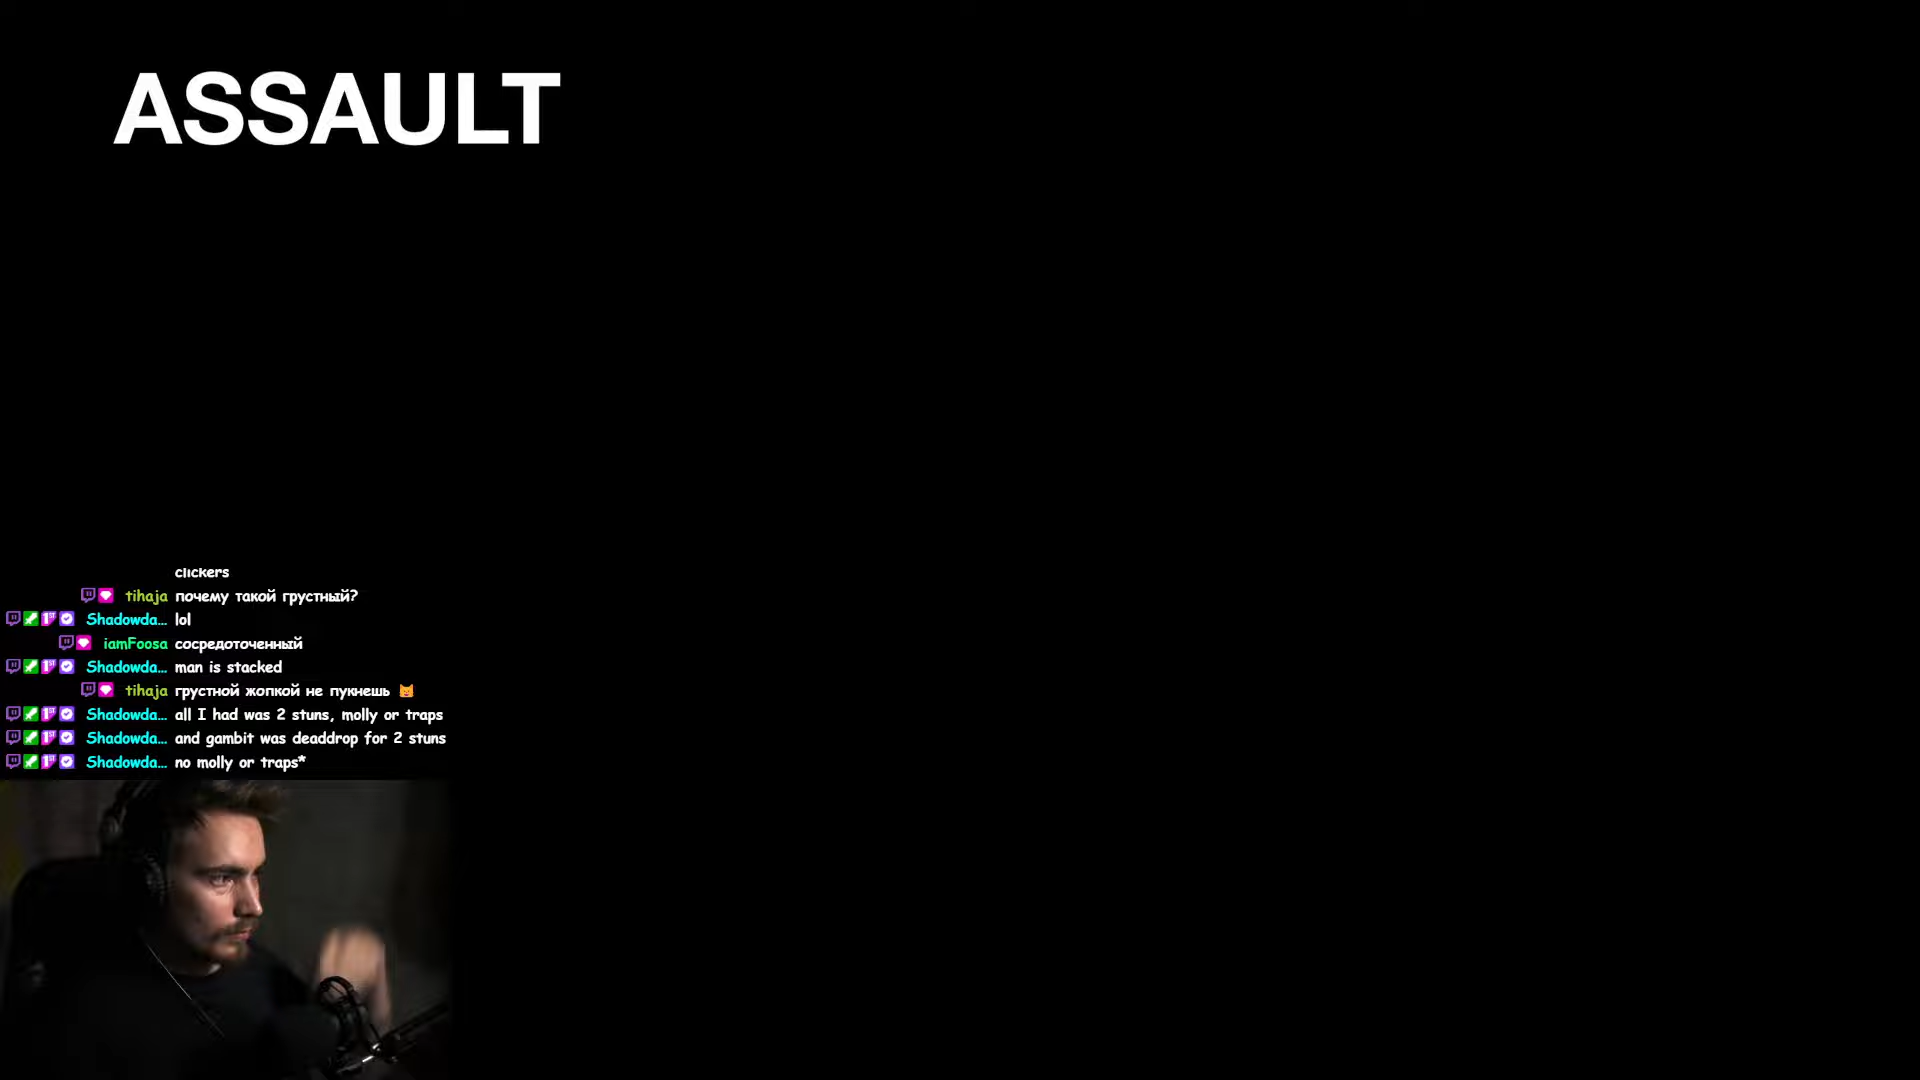 ASSAULT
clickers
tihaja почему такой грустный?
Shadowda... lol
iamFoosa сосредоточенный
Shadowda... man is stacked
tihaja грустной жопкой не пукнешь
Shadowda... all I had was 2 stuns, molly or traps
Shadowda... and gambit was deaddrop for 2 stuns
Shadowda... no molly or traps*